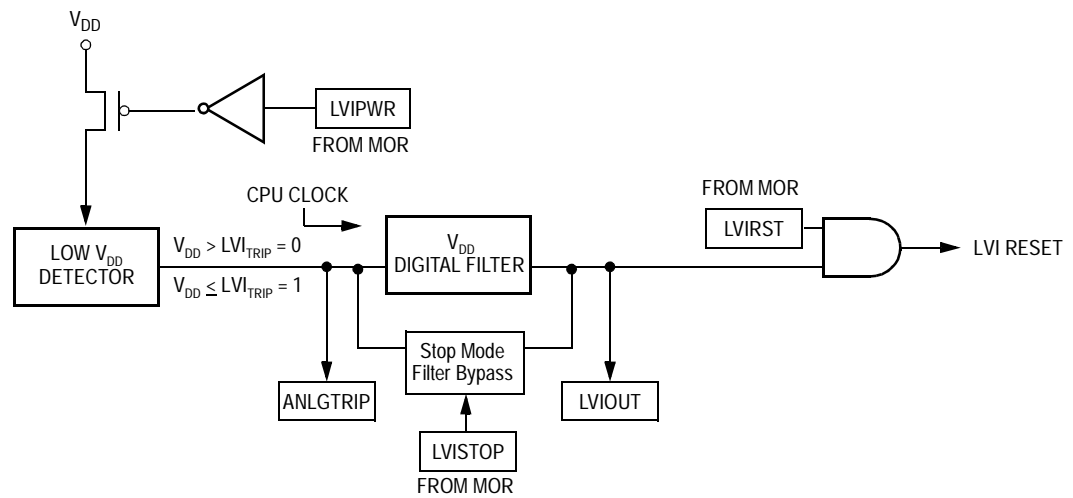 VDD
LVIPWR
FROM MOR
CPU CLOCK
FROM MOR
LVIRST
LOW VDD
DETECTOR
VDD > LVITRIP = 0
VDD ≤ LVITRIP = 1
VDD
DIGITAL FILTER
LVI RESET
Stop Mode
Filter Bypass
ANLGTRIP
LVIOUT
LVISTOP
FROM MOR